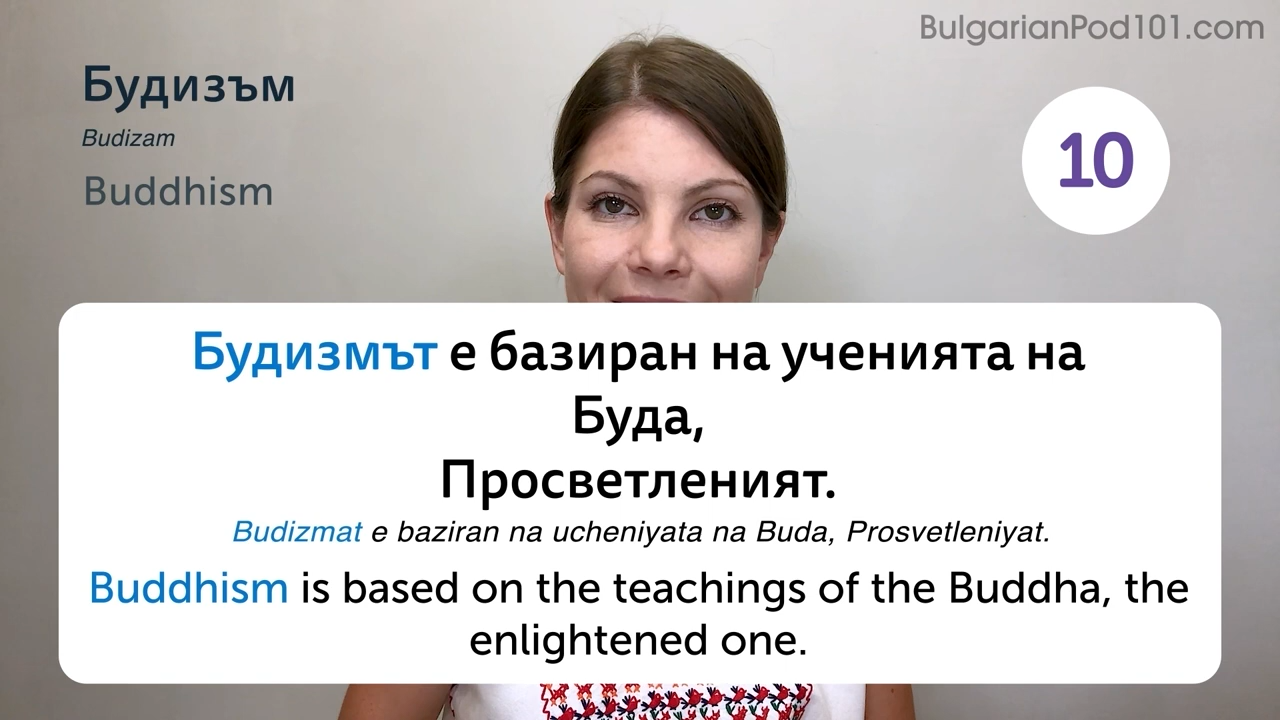 BulgarianPod101.com
Будизъм
Budizam
Buddhism
10
Будизмът е базиран на ученията на
Буда,
Просветленият.
Budizmat e baziran na ucheniyata na Buda, Prosvetleniyat.
Buddhism is based on the teachings of the Buddha, the
enlightened one.